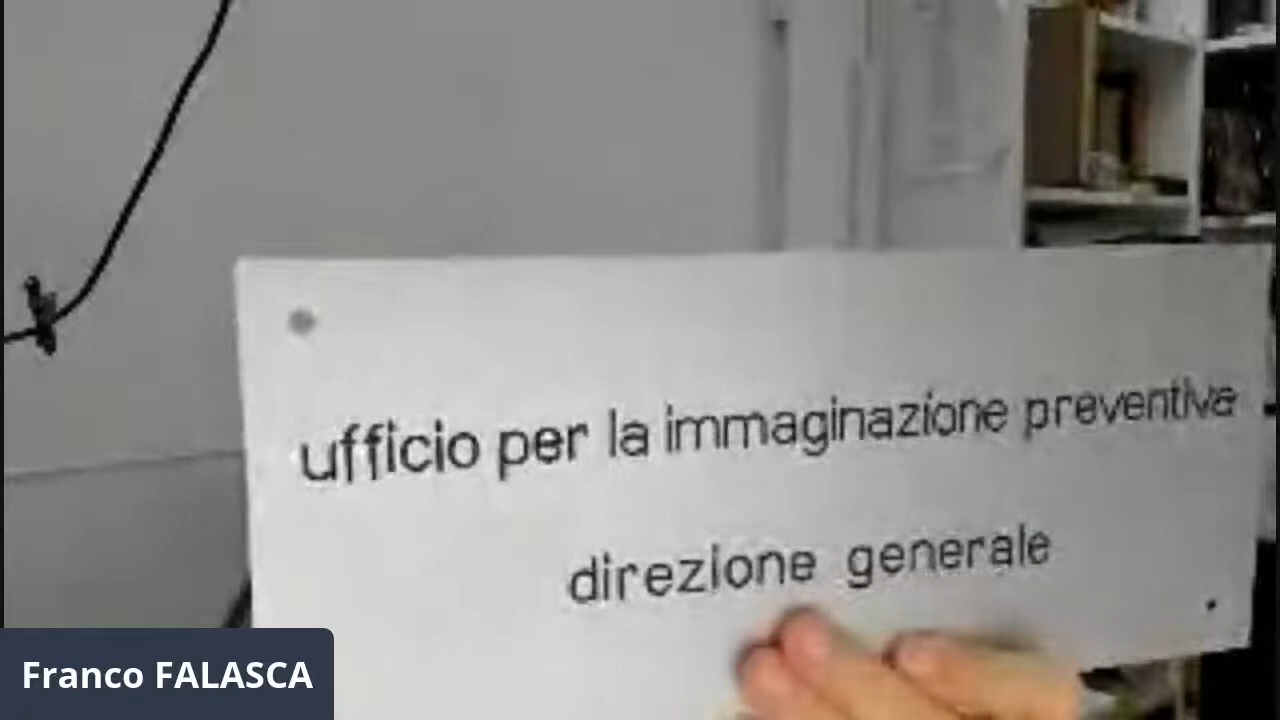 ufficio per la immaginazione preventiva
direzione generale
Franco FALASCA